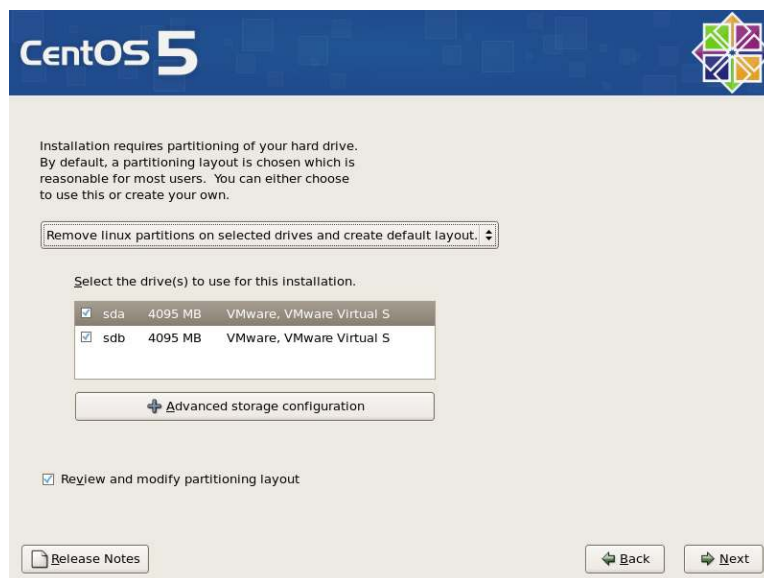 CentOS 5
Installation requires partitioning of your hard drive.
By default, a partitioning layout is chosen which is
reasonable for most users.  You can either choose
to use this or create your own.
Remove linux partitions on selected drives and create default layout.
Select the drive(s) to use for this installation.
sda 4095 MB VMware, VMware Virtual S
sdb 4095 MB VMware, VMware Virtual S
Advanced storage configuration
Review and modify partitioning layout
Release Notes
Back
Next